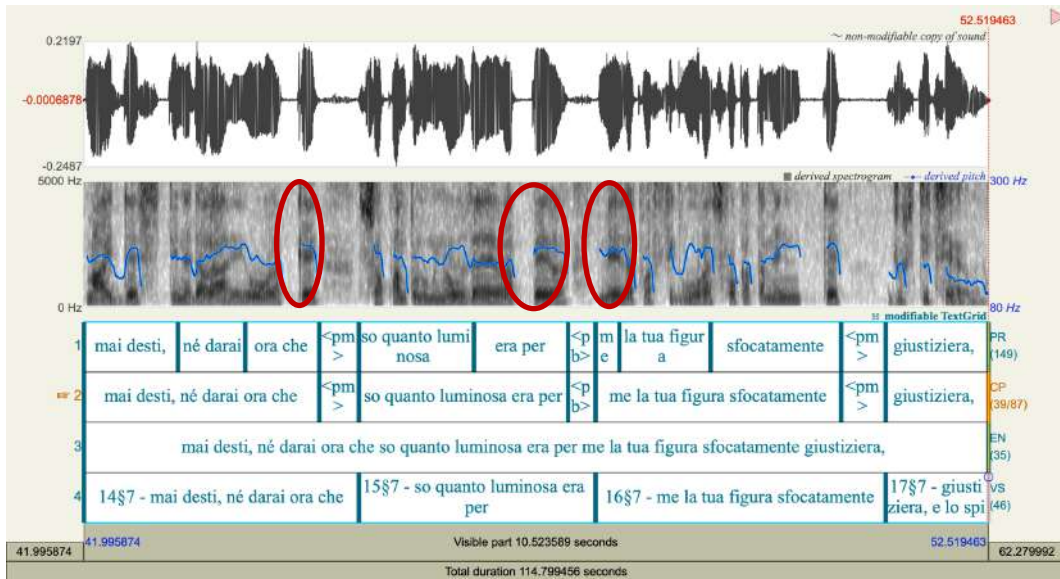 52.519463
0.2197
~ non-modifiable copy of sound
-0.0006878
-0.2487
5000 Hz
derived spectrogram
derived pitch
300 Hz
0 Hz
80 Hz
modifiable TextGrid
1
mai desti,
né darai
ora che
<pm
>
so quanto lumi
nosa
era per
<p
b>
m
e
la tua figur
a
sfocatamente
<pm
>
giustiziera,
PR
(149)
2
mai desti, né darai ora che
<pm
>
so quanto luminosa era per
<p
b>
me la tua figura sfocatamente
<pm
>
giustiziera,
CP
(39/87)
3
mai desti, né darai ora che so quanto luminosa era per me la tua figura sfocatamente giustiziera,
EN
(35)
4
14§7 - mai desti, né darai ora che
15§7 - so quanto luminosa era
per
16§7 - me la tua figura sfocatamente
17§7 - giusti
ziera, e lo spi
VS
(46)
41.995874
41.995874
Visible part 10.523589 seconds
52.519463
62.279992
Total duration 114.799456 seconds